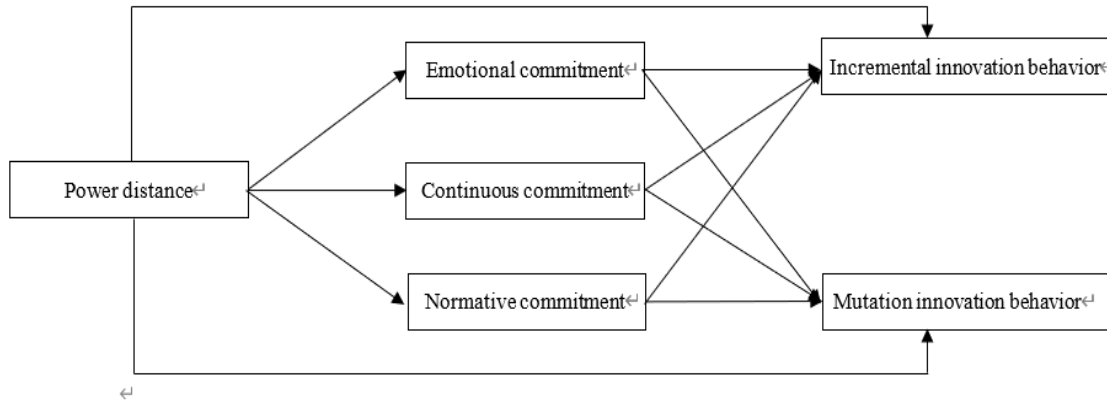 Emotional commitment
Incremental innovation behavior
Power distance
Continuous commitment
Normative commitment
Mutation innovation behavior